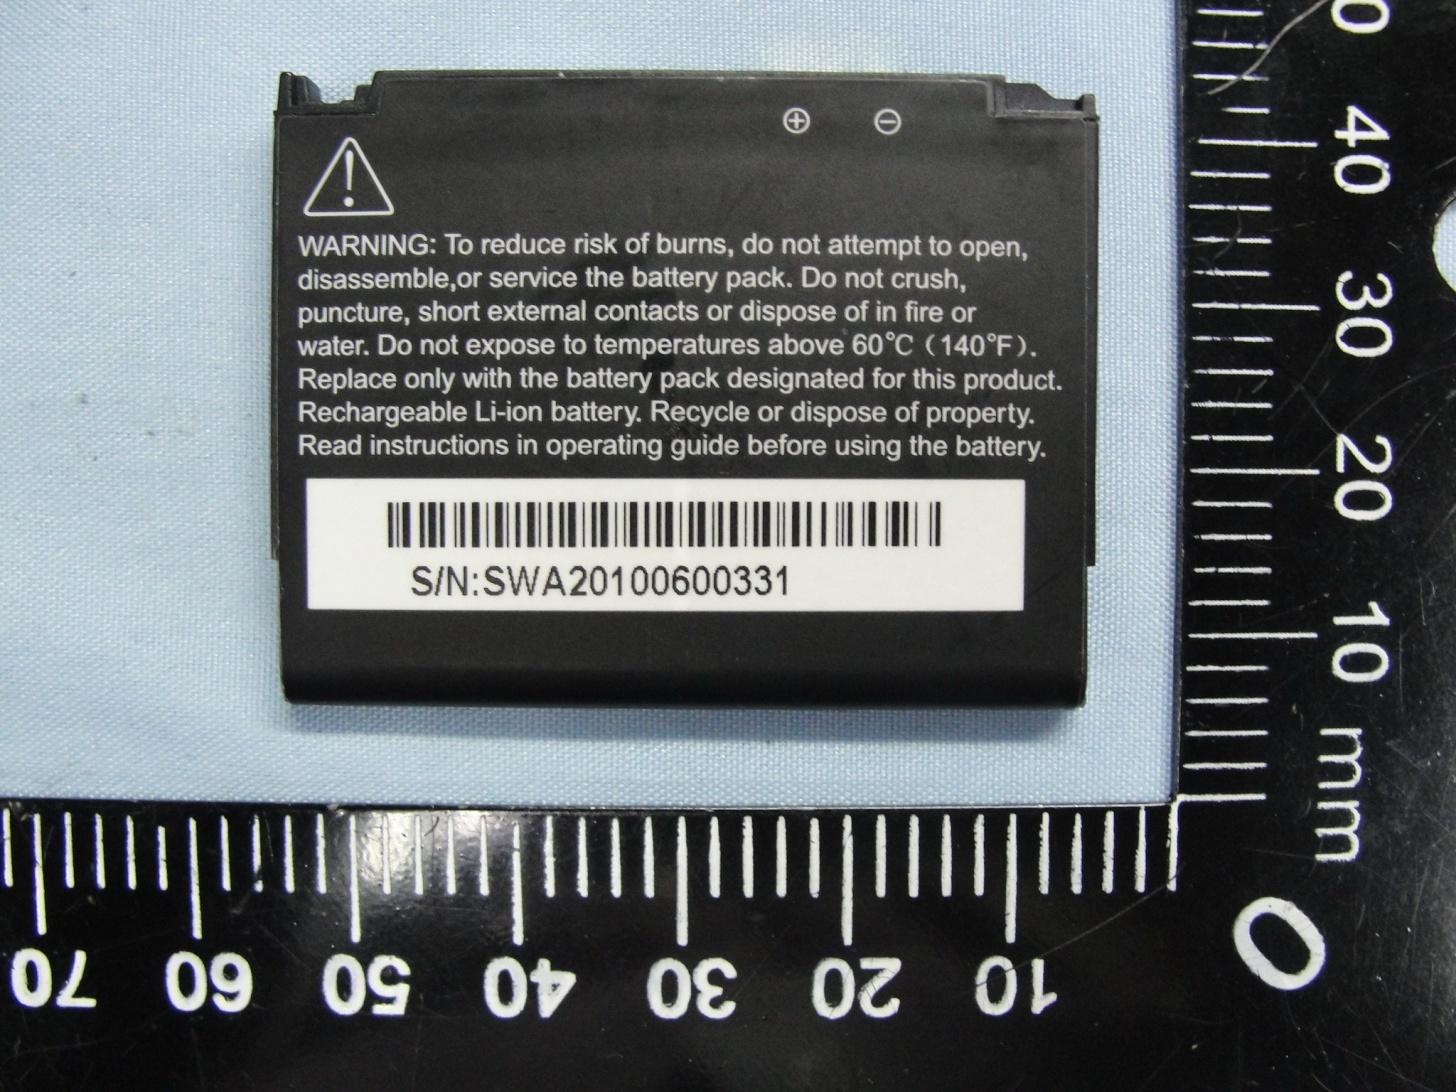 ⊕ ⊖
WARNING: To reduce risk of burns, do not attempt to open,
disassemble,or service the battery pack. Do not crush,
puncture, short external contacts or dispose of in fire or
water. Do not expose to temperatures above 60°C (140°F).
Replace only with the battery pack designated for this product.
Rechargeable Li-ion battery. Recycle or dispose of property.
Read instructions in operating guide before using the battery.
S/N:SWA20100600331
40
30
20
10
mm
0
70 60 50 40 30 20 10